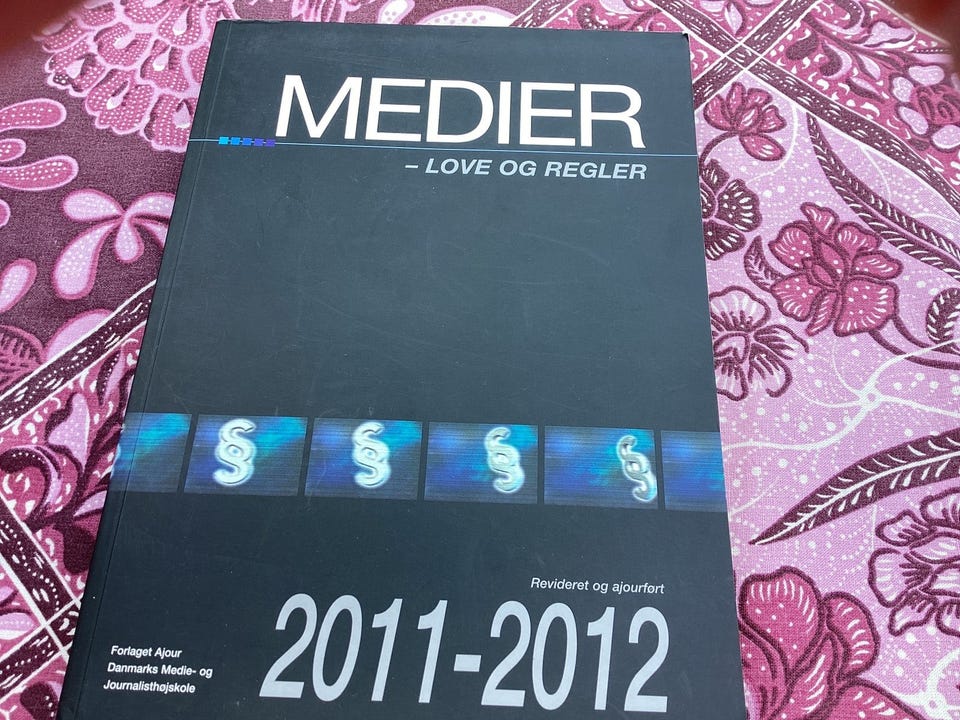 MEDIER
– LOVE OG REGLER
§ § § §
Revideret og ajourført
2011-2012
Forlaget Ajour
Danmarks Medie- og
Journalisthøjskole